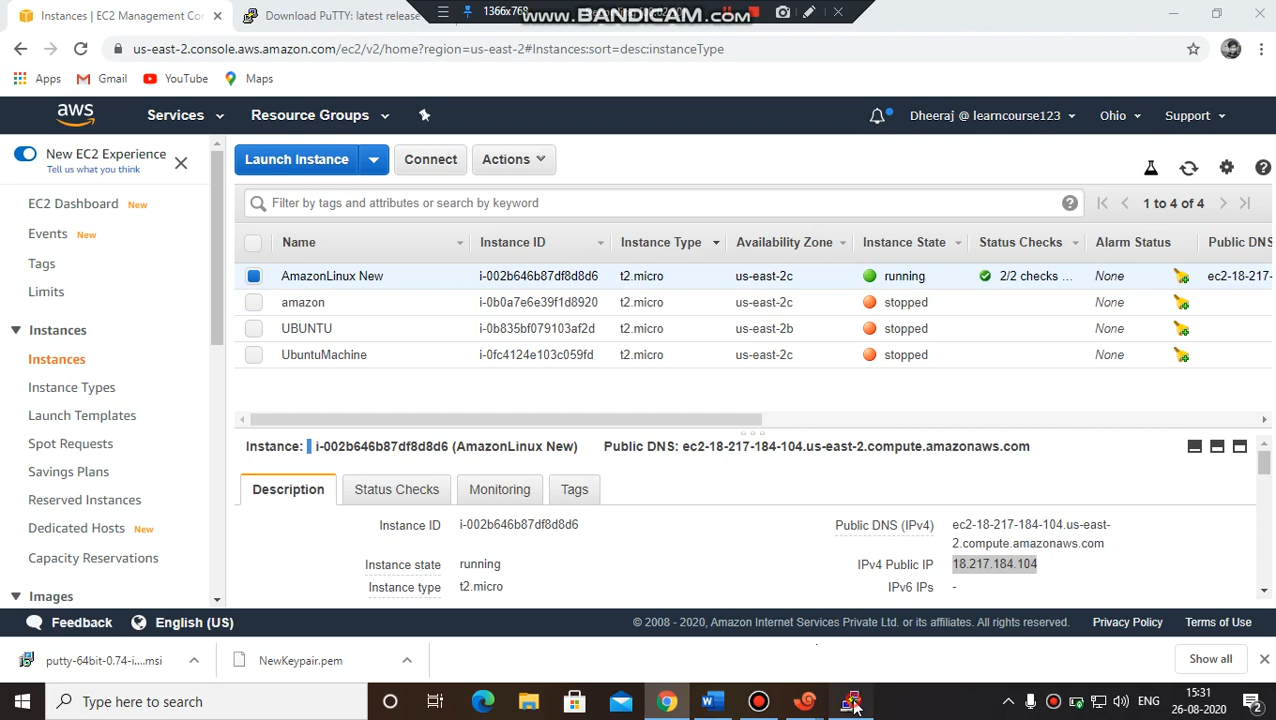 Instances | EC2 Management Con
Download PuTTY: latest release
1366x768
www.BANDICAM.com
us-east-2.console.aws.amazon.com/ec2/v2/home?region=us-east-2#Instances:sort=desc:instanceType
Apps
Gmail
YouTube
Maps
aws
Services
Resource Groups
Dheeraj @ learncourse123
Ohio
Support
New EC2 Experience
Tell us what you think
EC2 Dashboard New
Events New
Tags
Limits
Instances
Instances
Instance Types
Launch Templates
Spot Requests
Savings Plans
Reserved Instances
Dedicated Hosts New
Capacity Reservations
Images
Launch Instance
Connect
Actions
Filter by tags and attributes or search by keyword
1 to 4 of 4
Name Instance ID Instance Type Availability Zone Instance State Status Checks Alarm Status Public DNS
AmazonLinux New i-002b646b87df8d8d6 t2.micro us-east-2c running 2/2 checks ... None ec2-18-217-
amazon i-0b0a7e6e39f1d8920 t2.micro us-east-2c stopped None
UBUNTU i-0b835bf079103af2d t2.micro us-east-2b stopped None
UbuntuMachine i-0fc4124e103c059fd t2.micro us-east-2c stopped None
Instance: i-002b646b87df8d8d6 (AmazonLinux New) Public DNS: ec2-18-217-184-104.us-east-2.compute.amazonaws.com
Description
Status Checks
Monitoring
Tags
Instance ID i-002b646b87df8d8d6
Public DNS (IPv4) ec2-18-217-184-104.us-east-
2.compute.amazonaws.com
Instance state running
IPv4 Public IP 18.217.184.104
Instance type t2.micro
IPv6 IPs -
Feedback
English (US)
© 2008 - 2020, Amazon Internet Services Private Ltd. or its affiliates. All rights reserved.
Privacy Policy
Terms of Use
putty-64bit-0.74-i....msi
NewKeypair.pem
Show all
Type here to search
ENG
15:31
26-08-2020
2